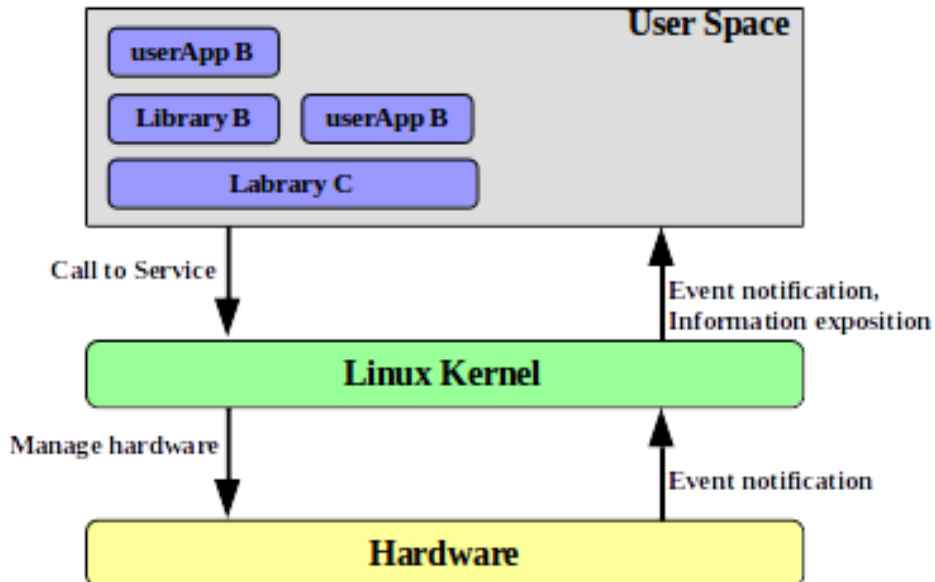 User Space
userApp B
Library B
userApp B
Labrary C
Call to Service
Event notification,
Information exposition
Linux Kernel
Manage hardware
Event notification
Hardware